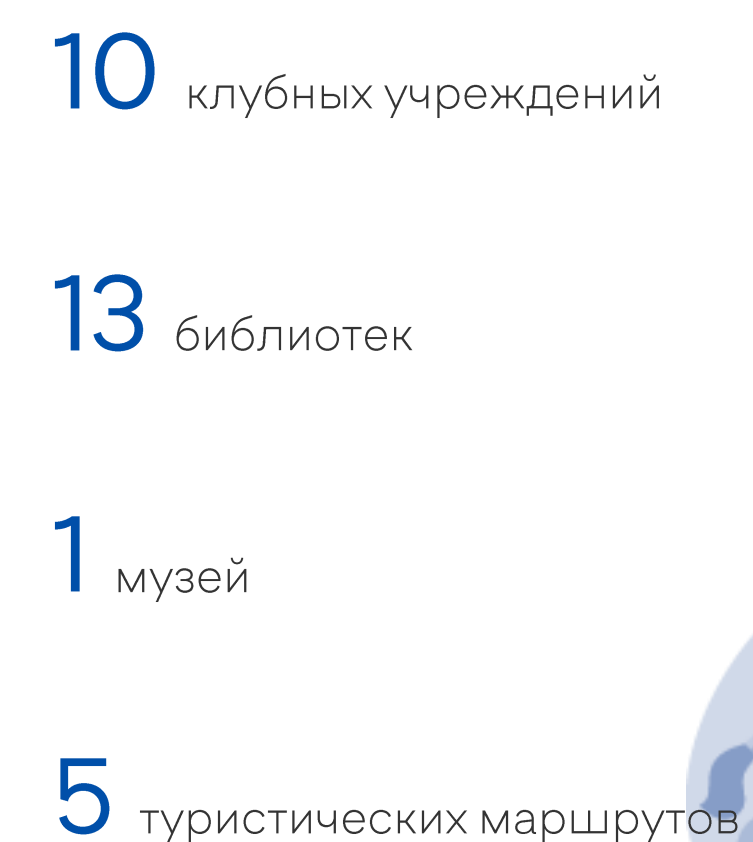 10 клубных учреждений
13 библиотек
1 музей
5 туристических маршрутов